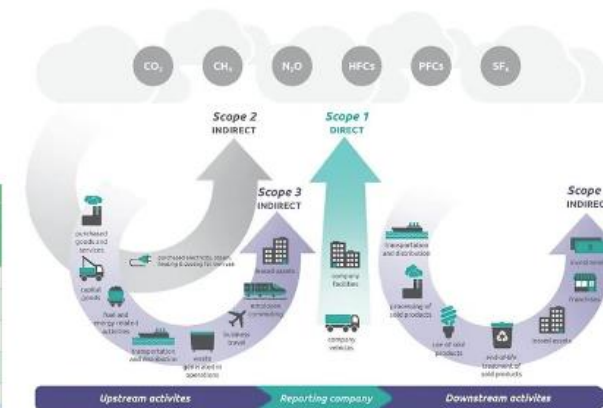 CO₂ CH₄ N₂O HFCs PFCs SF₆
Scope 2
INDIRECT
Scope 1
DIRECT
Scope 3
INDIRECT
Scope
INDIRECT
purchased
goods and
services
capital
goods
fuel and
energy related
activities
transportation
and distribution
waste
generated in
operations
business
travel
employee
commuting
leased assets
purchased electricity, steam,
heating & cooling for own use
company
facilities
company
vehicles
transportation
and distribution
processing of
sold products
use of sold
products
end-of-life
treatment of
sold products
leased assets
franchises
investments
Upstream activites
Reporting company
Downstream activites